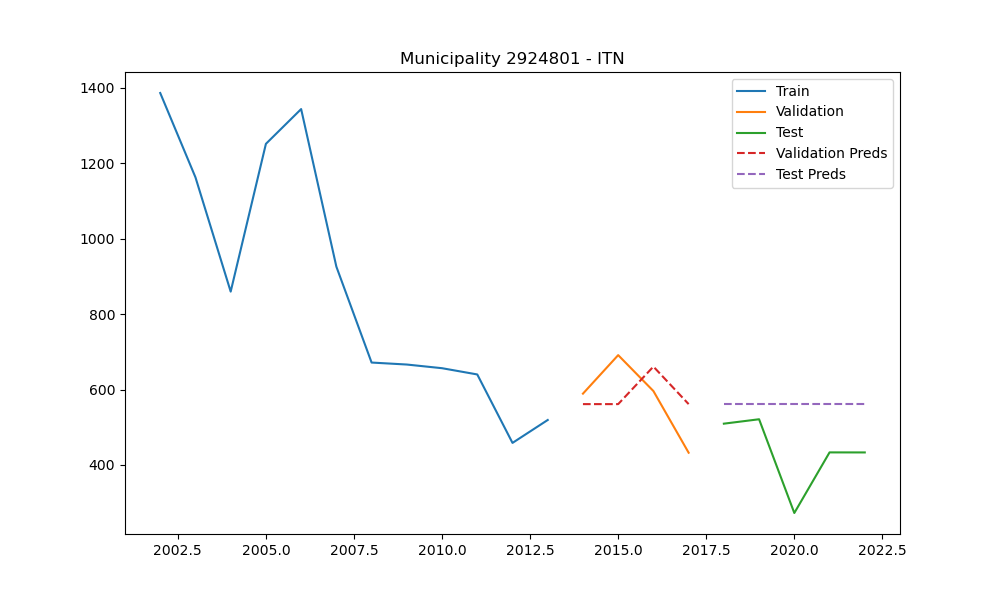 Municipality 2924801 - ITN
Train
Validation
Test
Validation Preds
Test Preds
1400
1200
1000
800
600
400
2002.5 2005.0 2007.5 2010.0 2012.5 2015.0 2017.5 2020.0 2022.5